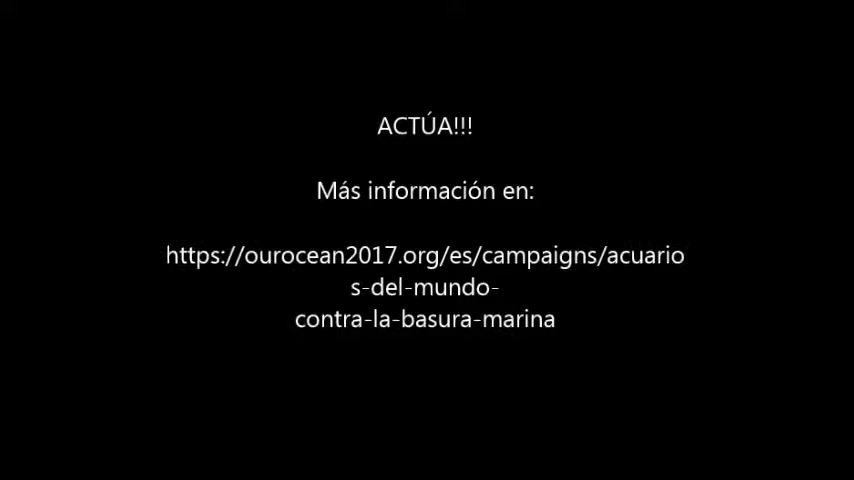 ACTÚA!!!
Más información en:
https://ourocean2017.org/es/campaigns/acuario
s-del-mundo-
contra-la-basura-marina